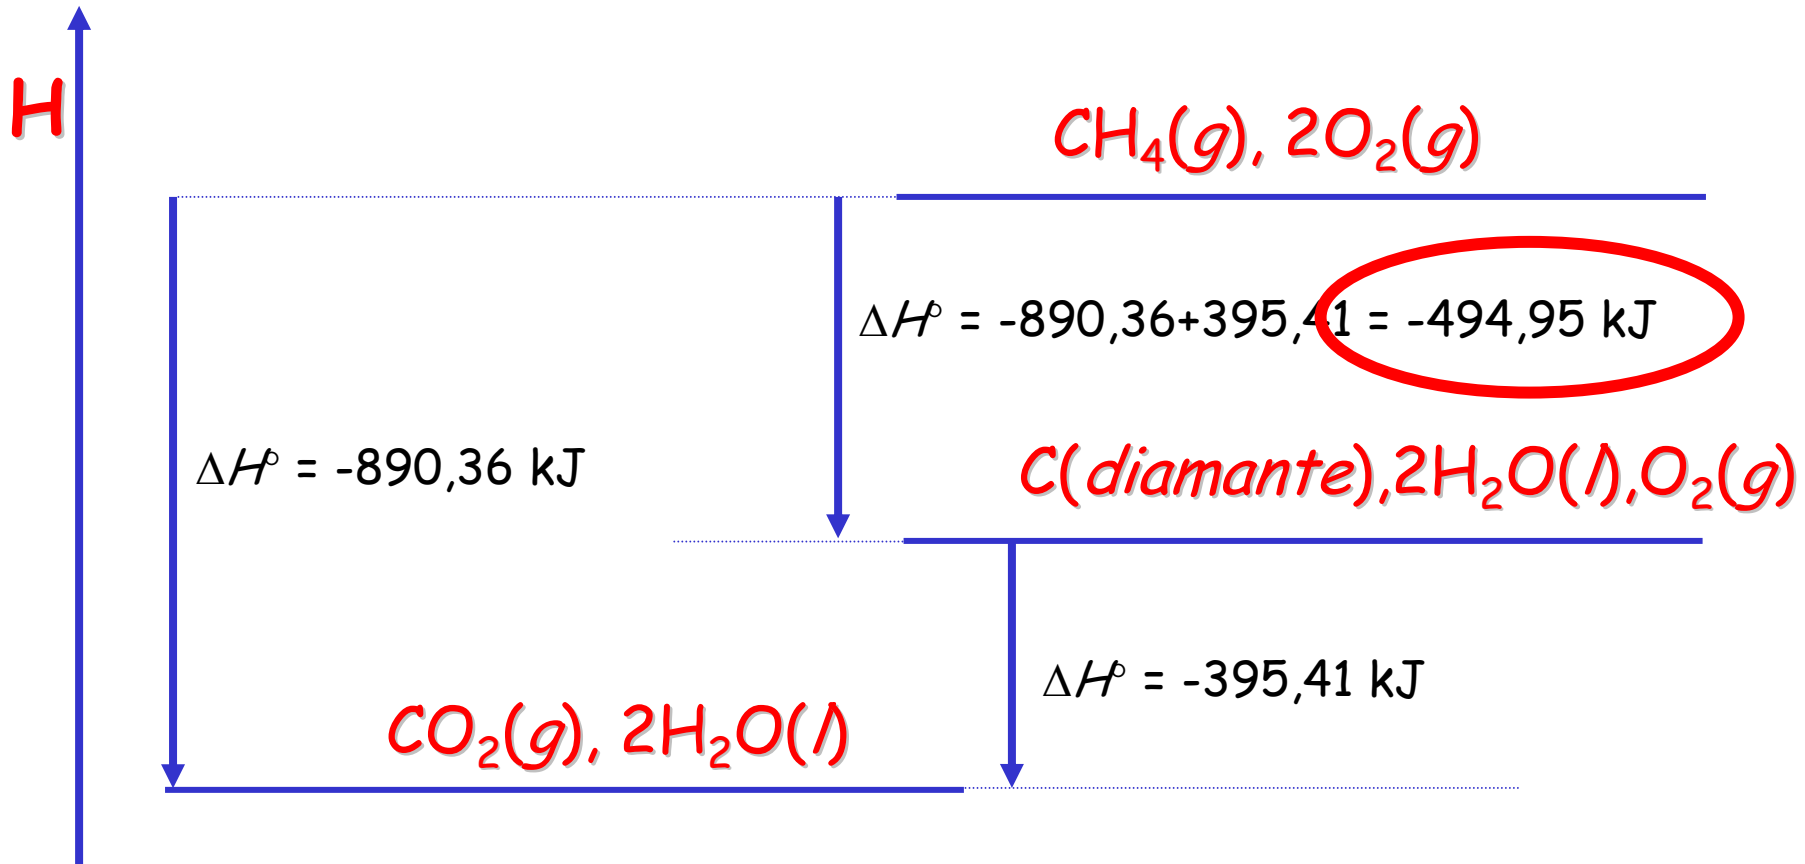 H
CH₄(g), 2O₂(g)
ΔH° = -890,36+395,41 = -494,95 kJ
ΔH° = -890,36 kJ
C(diamante),2H₂O(l),O₂(g)
ΔH° = -395,41 kJ
CO₂(g), 2H₂O(l)